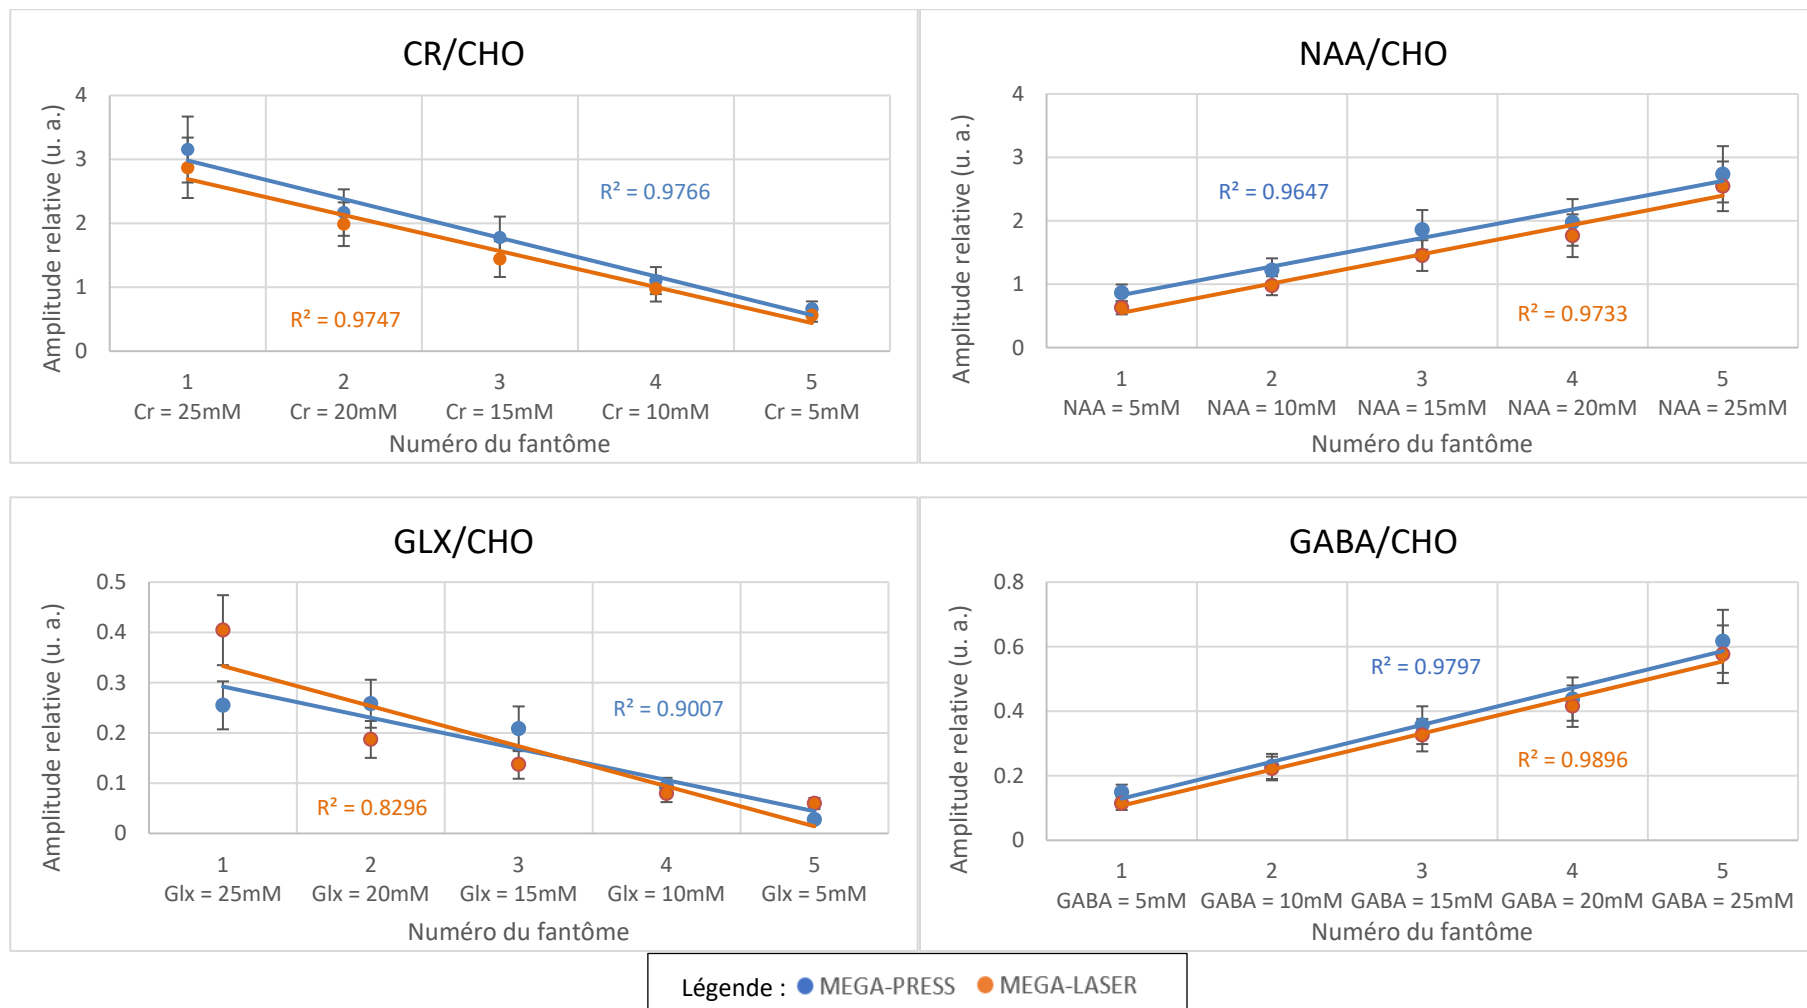 CR/CHO
Amplitude relative (u. a.)
4
3
2
1
0
R² = 0.9766
R² = 0.9747
1 2 3 4 5
Cr = 25mM Cr = 20mM Cr = 15mM Cr = 10mM Cr = 5mM
Numéro du fantôme
NAA/CHO
Amplitude relative (u. a.)
4
3
2
1
0
R² = 0.9647
R² = 0.9733
1 2 3 4 5
NAA = 5mM NAA = 10mM NAA = 15mM NAA = 20mM NAA = 25mM
Numéro du fantôme
GLX/CHO
Amplitude relative (u. a.)
0.5
0.4
0.3
0.2
0.1
0
R² = 0.9007
R² = 0.8296
1 2 3 4 5
Glx = 25mM Glx = 20mM Glx = 15mM Glx = 10mM Glx = 5mM
Numéro du fantôme
GABA/CHO
Amplitude relative (u. a.)
0.8
0.6
0.4
0.2
0
R² = 0.9797
R² = 0.9896
1 2 3 4 5
GABA = 5mM GABA = 10mM GABA = 15mM GABA = 20mM GABA = 25mM
Numéro du fantôme
Légende : MEGA-PRESS MEGA-LASER